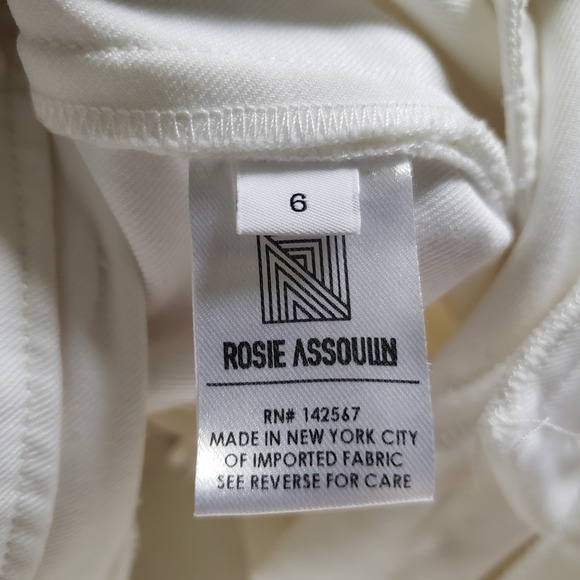 6
ROSIE ASSOULIN
RN# 142567
MADE IN NEW YORK CITY
OF IMPORTED FABRIC
SEE REVERSE FOR CARE